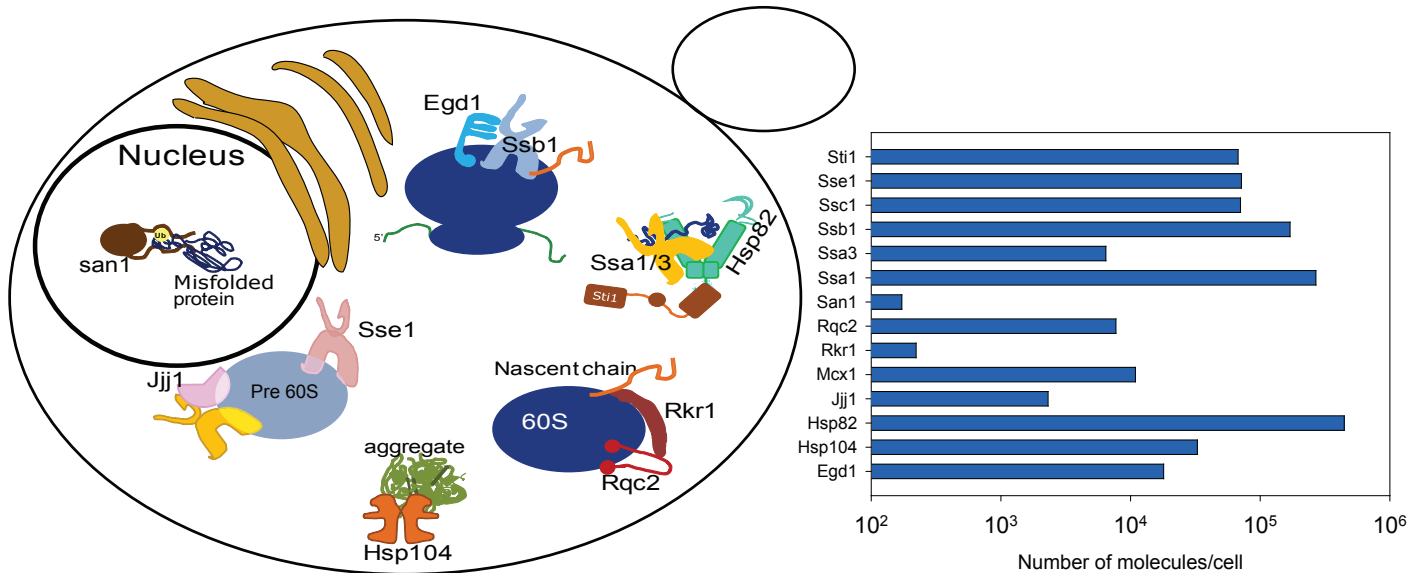 Nucleus
Ub
san1
Misfolded
protein
Egd1
Ssb1
5'
Ssa1/3
Hsp82
Sti1
Sse1
Jjj1
Pre 60S
Nascent chain
60S
Rkr1
Rqc2
aggregate
Hsp104
Sti1
Sse1
Ssc1
Ssb1
Ssa3
Ssa1
San1
Rqc2
Rkr1
Mcx1
Jjj1
Hsp82
Hsp104
Egd1
10² 10³ 10⁴ 10⁵ 10⁶
Number of molecules/cell